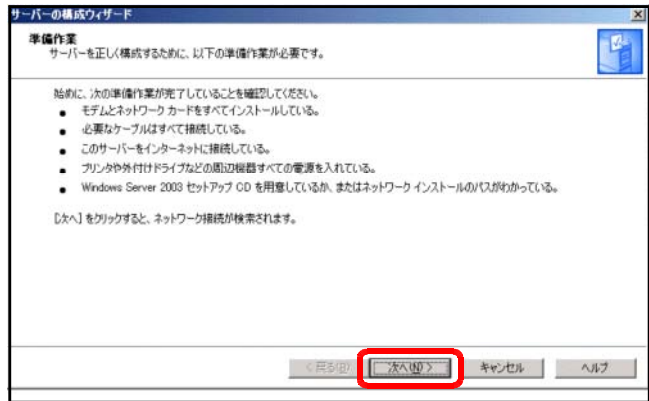 サーバーの構成ウィザード
準備作業
サーバーを正しく構成するために、以下の準備作業が必要です。
始めに、次の準備作業が完了していることを確認してください。
• モデムとネットワーク カードをすべてインストールしている。
• 必要なケーブルはすべて接続している。
• このサーバーをインターネットに接続している。
• プリンタや外付けドライブなどの周辺機器すべての電源を入れている。
• Windows Server 2003 セットアップ CD を用意しているか、またはネットワーク インストールのパスがわかっている。
[次へ] をクリックすると、ネットワーク接続が検索されます。
< 戻る(B) 次へ(N) > キャンセル ヘルプ